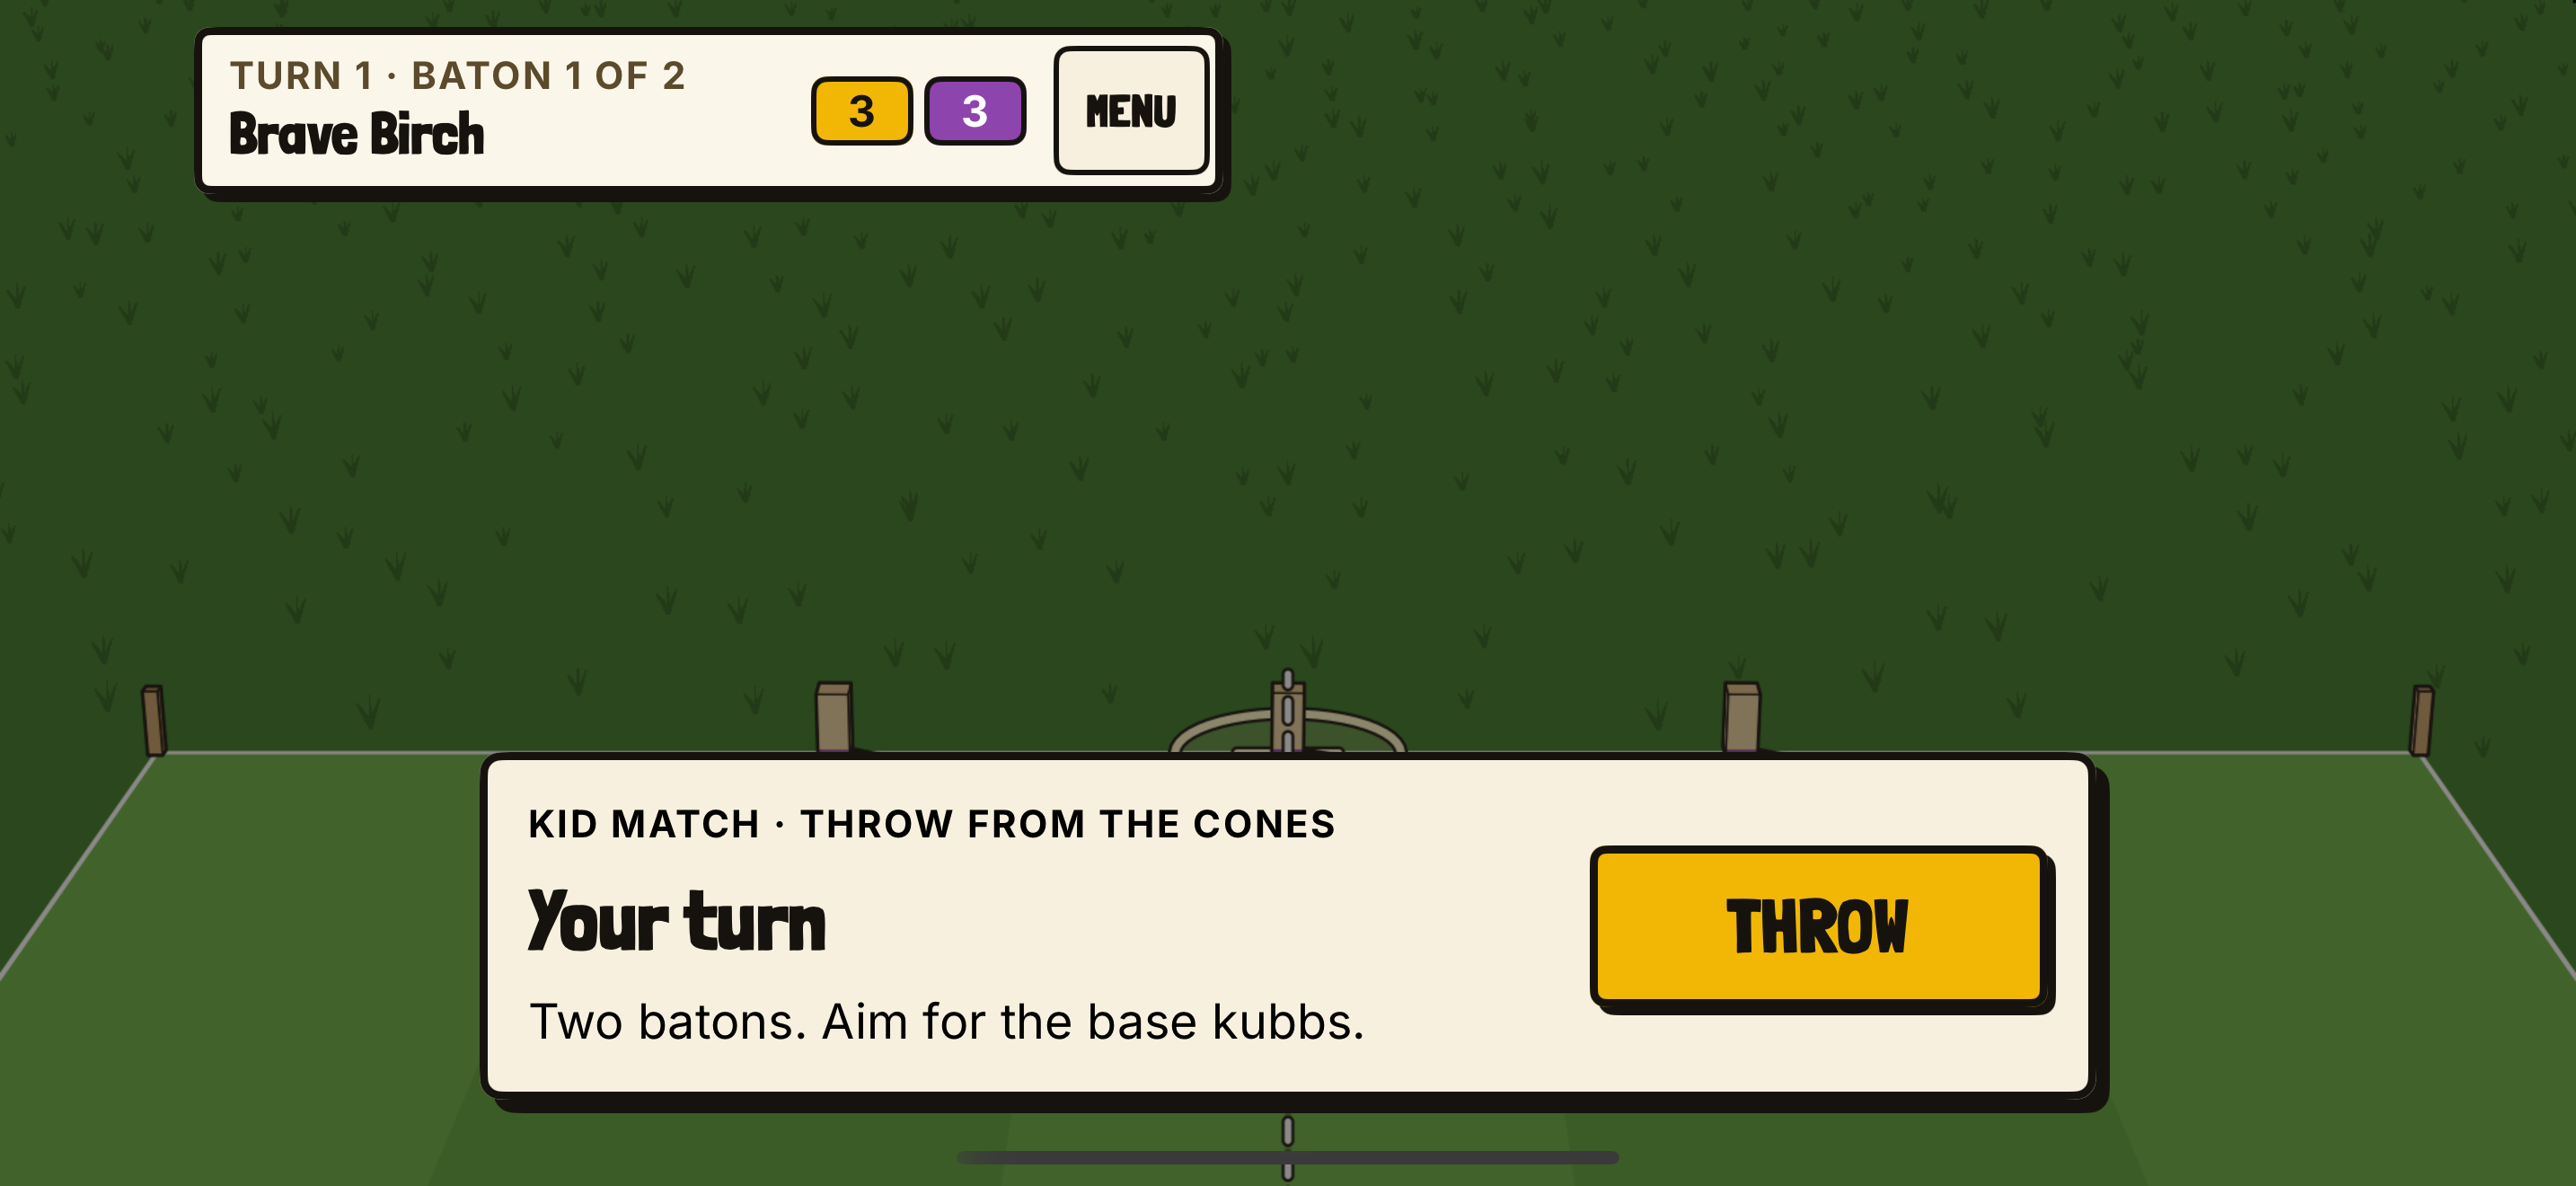 TURN 1 · BATON 1 OF 2
Brave Birch
3
3
MENU
KID MATCH · THROW FROM THE CONES
Your turn
Two batons. Aim for the base kubbs.
THROW